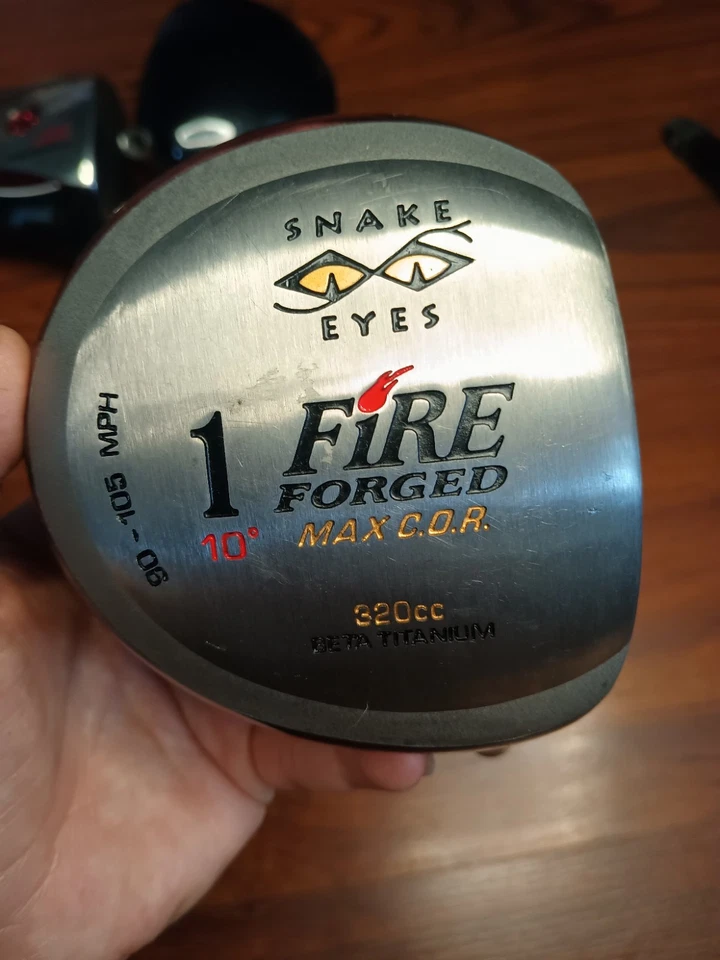 SNAKE
EYES
FiRE
FORGED
MAX C.O.R.
1
10°
90 - 105 MPH
320cc
BETA TITANIUM